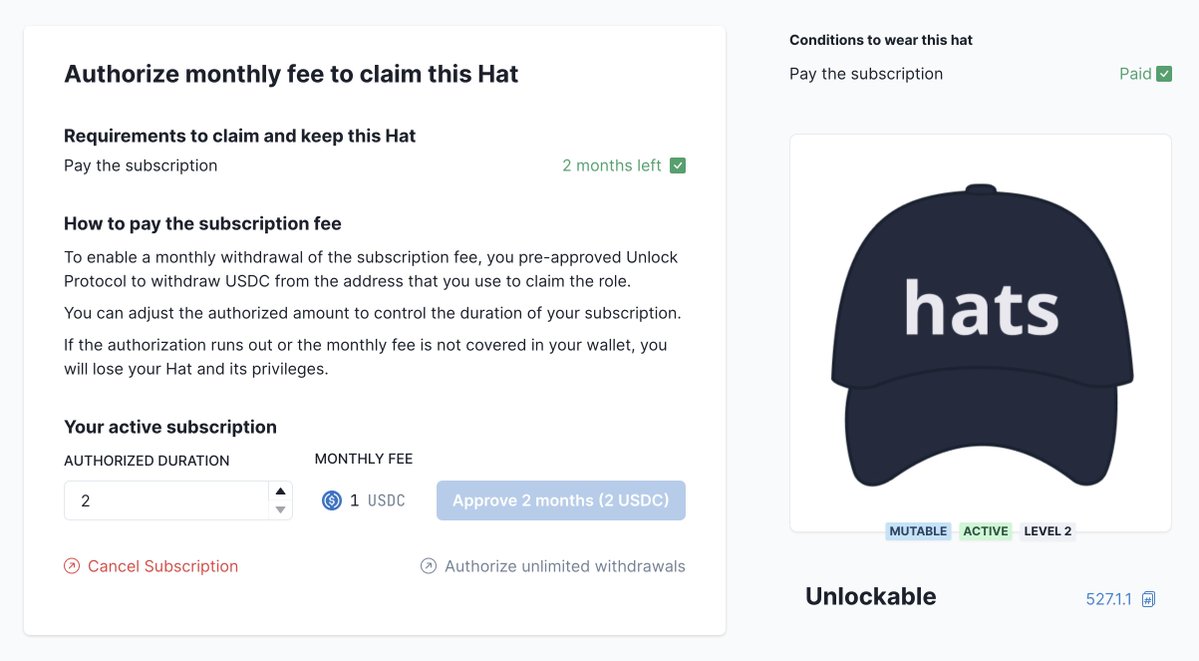 Authorize monthly fee to claim this Hat
Requirements to claim and keep this Hat
Pay the subscription
2 months left
How to pay the subscription fee
To enable a monthly withdrawal of the subscription fee, you pre-approved Unlock
Protocol to withdraw USDC from the address that you use to claim the role.
You can adjust the authorized amount to control the duration of your subscription.
If the authorization runs out or the monthly fee is not covered in your wallet, you
will lose your Hat and its privileges.
Your active subscription
AUTHORIZED DURATION
MONTHLY FEE
2
1 USDC
Approve 2 months (2 USDC)
Cancel Subscription
Authorize unlimited withdrawals
Conditions to wear this hat
Pay the subscription
Paid
hats
MUTABLE
ACTIVE
LEVEL 2
Unlockable
527.1.1